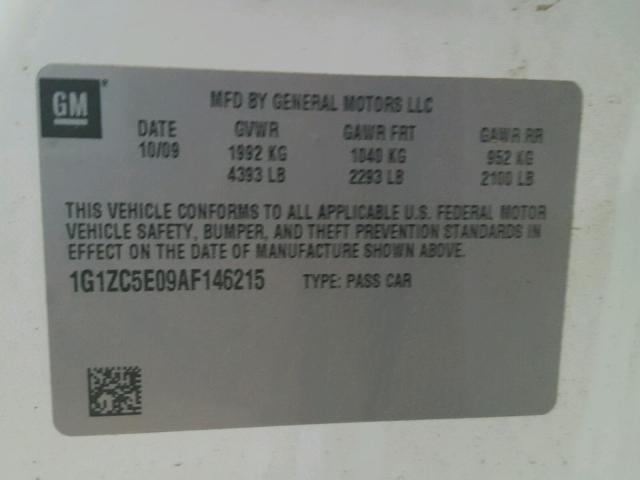 GM
MFD BY GENERAL MOTORS LLC
DATE GVWR GAWR FRT GAWR RR
10/09 1992 KG 1040 KG 952 KG
4393 LB 2293 LB 2100 LB
THIS VEHICLE CONFORMS TO ALL APPLICABLE U.S. FEDERAL MOTOR
VEHICLE SAFETY, BUMPER, AND THEFT PREVENTION STANDARDS IN
EFFECT ON THE DATE OF MANUFACTURE SHOWN ABOVE.
1G1ZC5E09AF146215 TYPE: PASS CAR